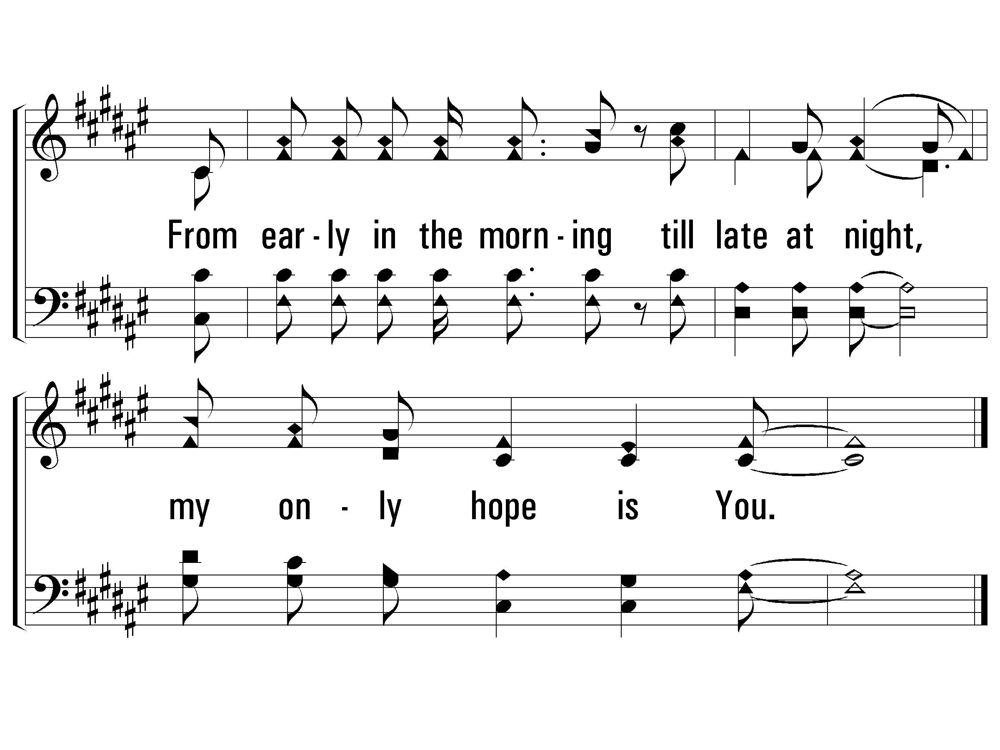 From ear - ly in the morn - ing till late at night,
my on - ly hope is You.